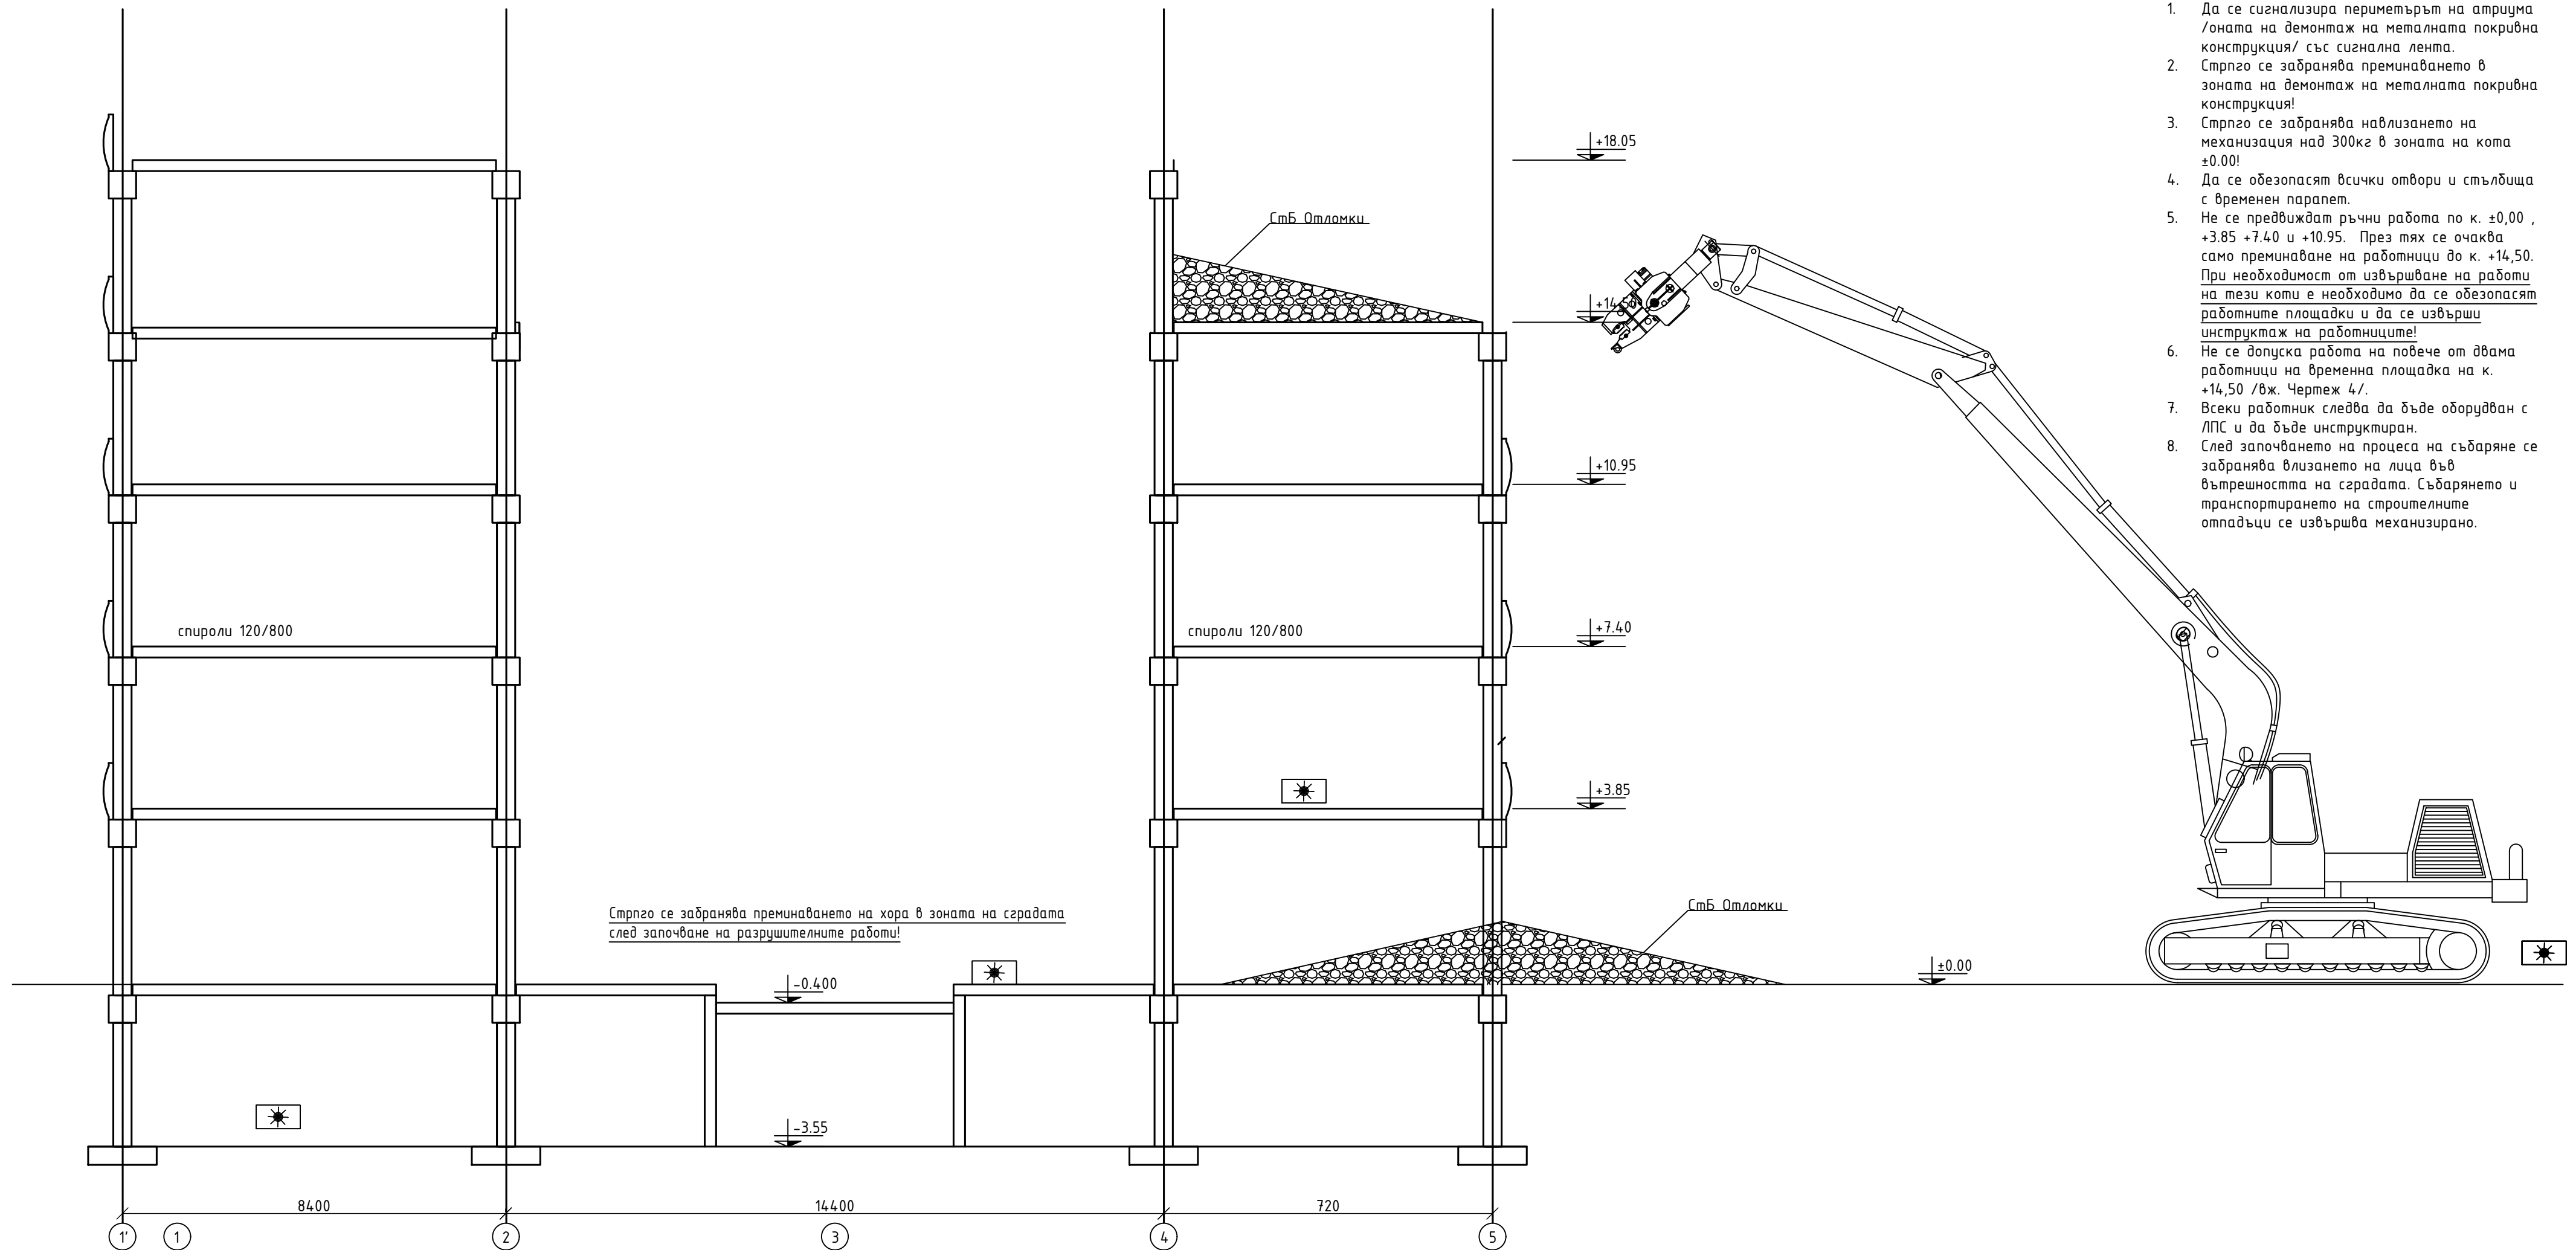 1. Да се сигнализира периметърът на атриума
/оната на демонтаж на металната покривна
конструкция/ със сигнална лента.
2. Стрпго се забранява преминаването в
зоната на демонтаж на металната покривна
конструкция!
3. Стрпго се забранява навлизането на
механизация над 300кг в зоната на кота
±0.00!
4. Да се обезопасят всички отвори и стълбища
с временен парапет.
5. Не се предвиждат ръчни работа по к. ±0,00 ,
+3.85 +7.40 и +10.95. През тях се очаква
само преминаване на работници до к. +14,50.
При необходимост от извършване на работи
на тези коти е необходимо да се обезопасят
работните площадки и да се извърши
инструктаж на работниците!
6. Не се допуска работа на повече от двама
работници на временна площадка на к.
+14,50 /вж. Чертеж 4/.
7. Всеки работник следва да бъде оборудван с
ЛПС и да бъде инструктиран.
8. След започването на процеса на събаряне се
забранява влизането на лица във
вътрешността на сградата. Събарянето и
транспортирането на строителните
отпадъци се извършва механизирано.
+18.05
СтБ Отломки
+14.50
+10.95
спироли 120/800
спироли 120/800
+7.40
+3.85
Стрпго се забранява преминаването на хора в зоната на сградата
след започване на разрушителните работи!
СтБ Отломки
±0.00
-0.400
-3.55
8400
14400
720
1'
1
2
3
4
5